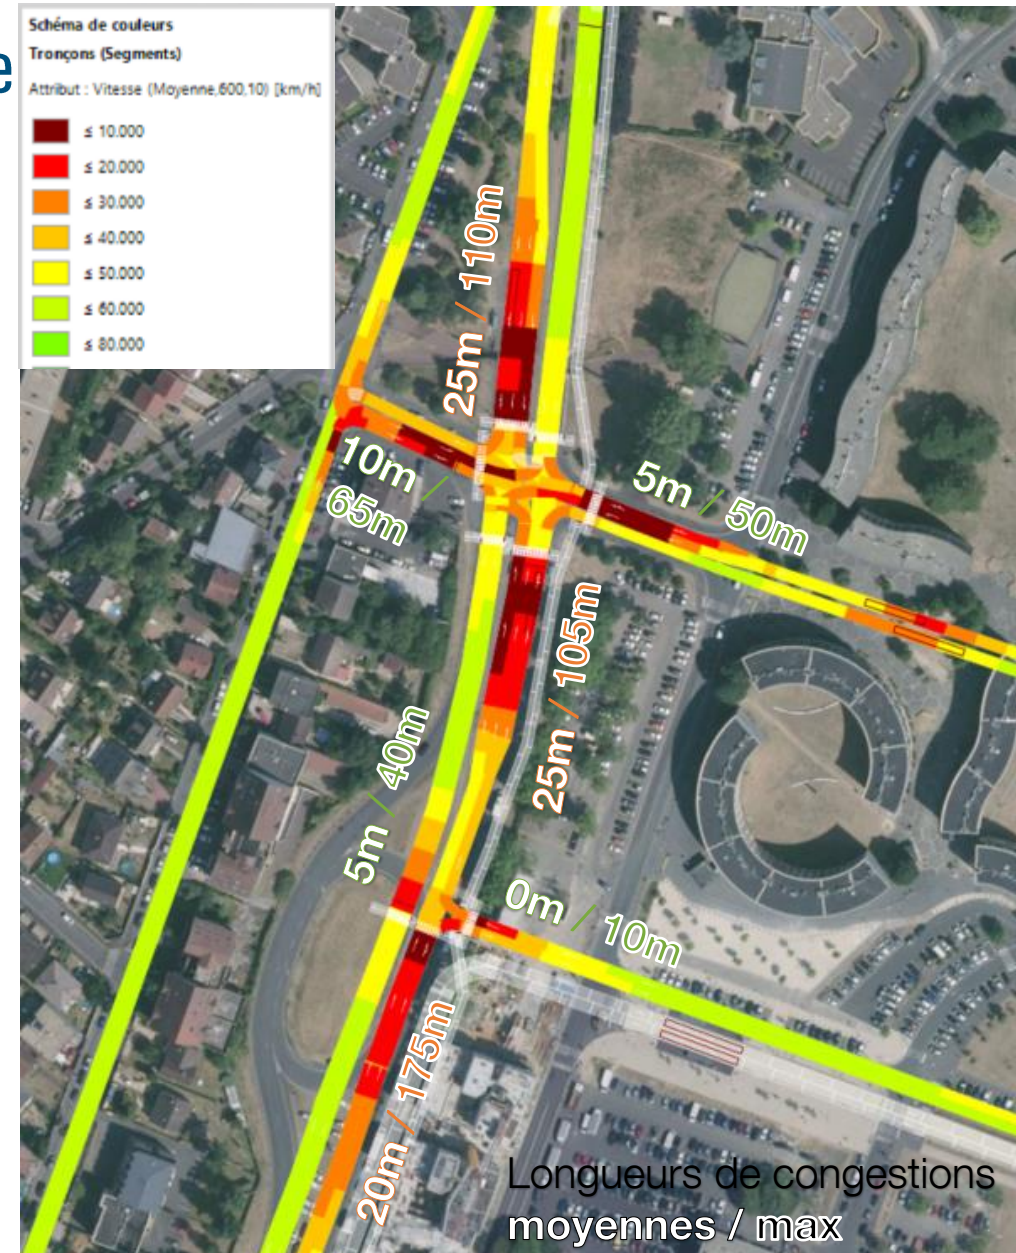 e
Schéma de couleurs
Tronçons (Segments)
Attribut : Vitesse (Moyenne,600,10) [km/h]
≤ 10.000
≤ 20.000
≤ 30.000
≤ 40.000
≤ 50.000
≤ 60.000
≤ 80.000
25m / 110m
10m /
65m
5m / 50m
25m / 105m
5m / 40m
0m / 10m
20m / 175m
Longueurs de congestions
moyennes / max